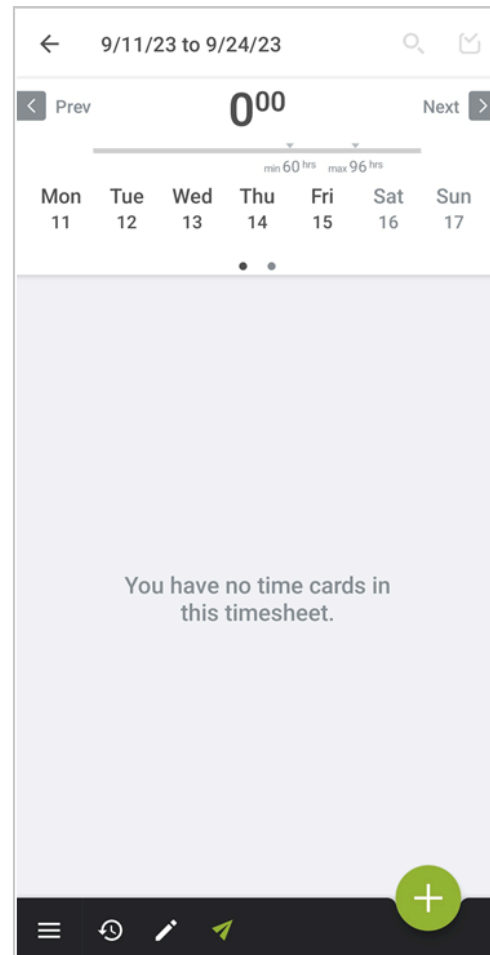 9/11/23 to 9/24/23
Prev 0⁰⁰ Next
min 60 hrs max 96 hrs
Mon Tue Wed Thu Fri Sat Sun
11 12 13 14 15 16 17
You have no time cards in
this timesheet.